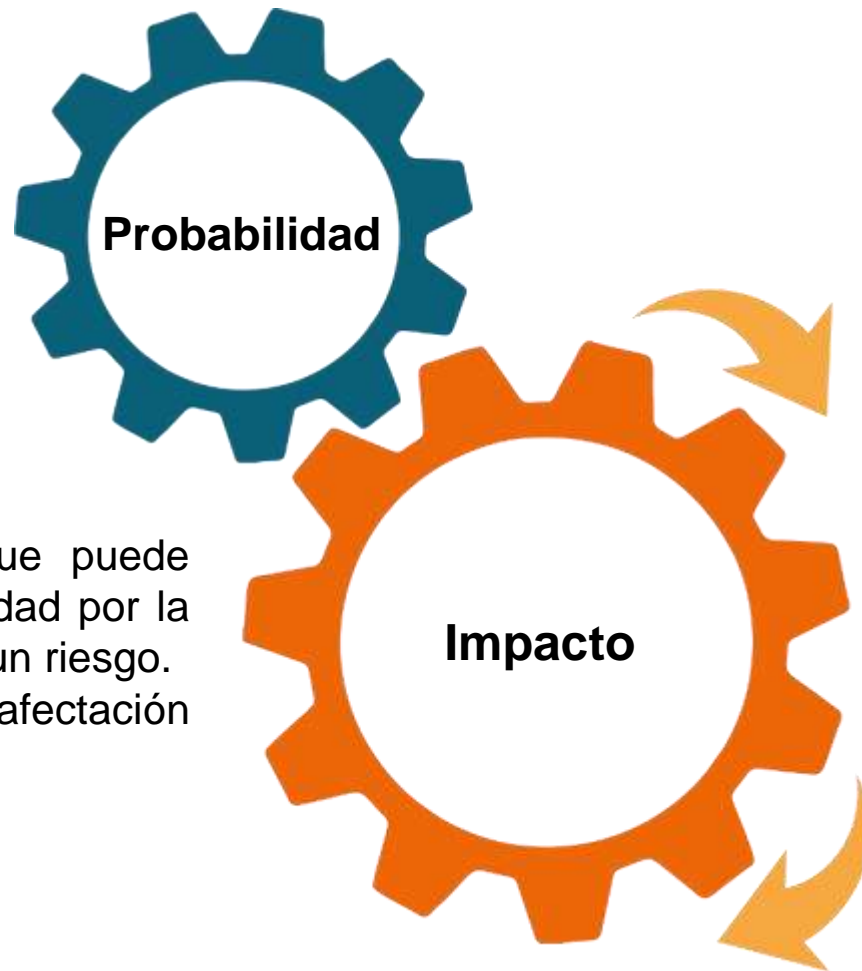 Probabilidad
ue puede
dad por la
un riesgo.
afectación
Impacto